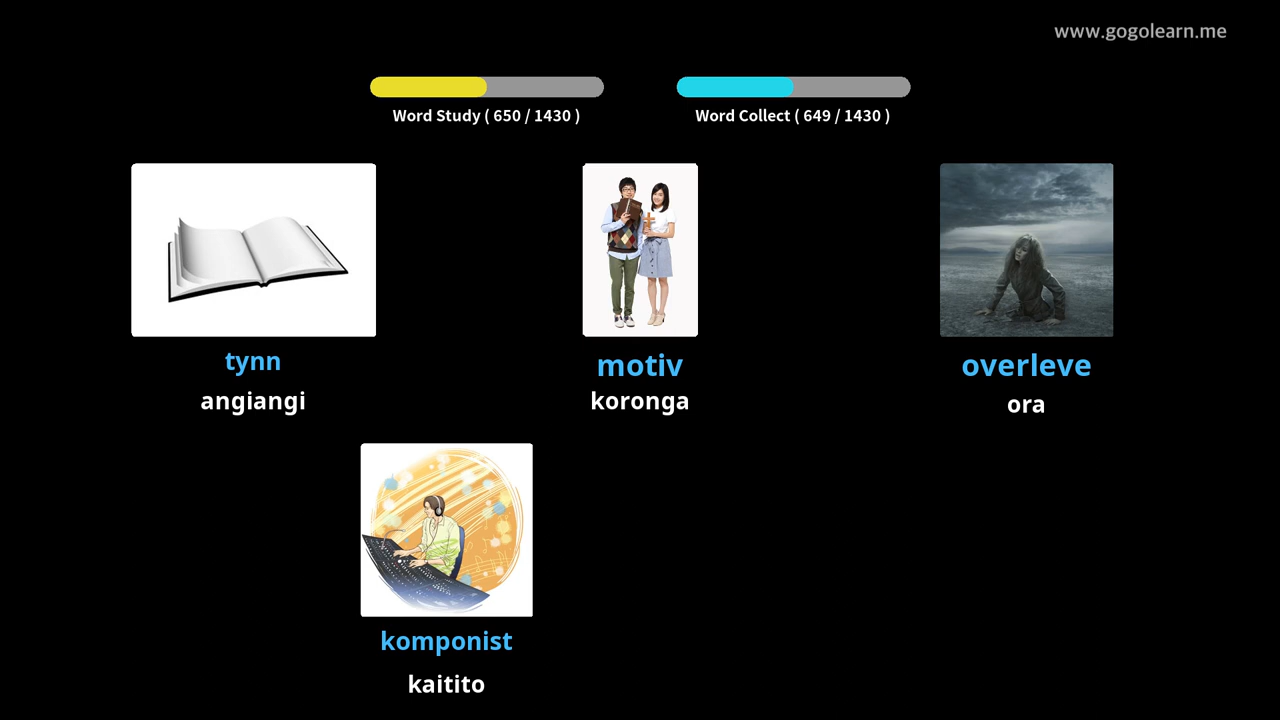 www.gogolearn.me
Word Study ( 650 / 1430 )
Word Collect ( 649 / 1430 )
tynn
angiangi
motiv
koronga
overleve
ora
komponist
kaitito